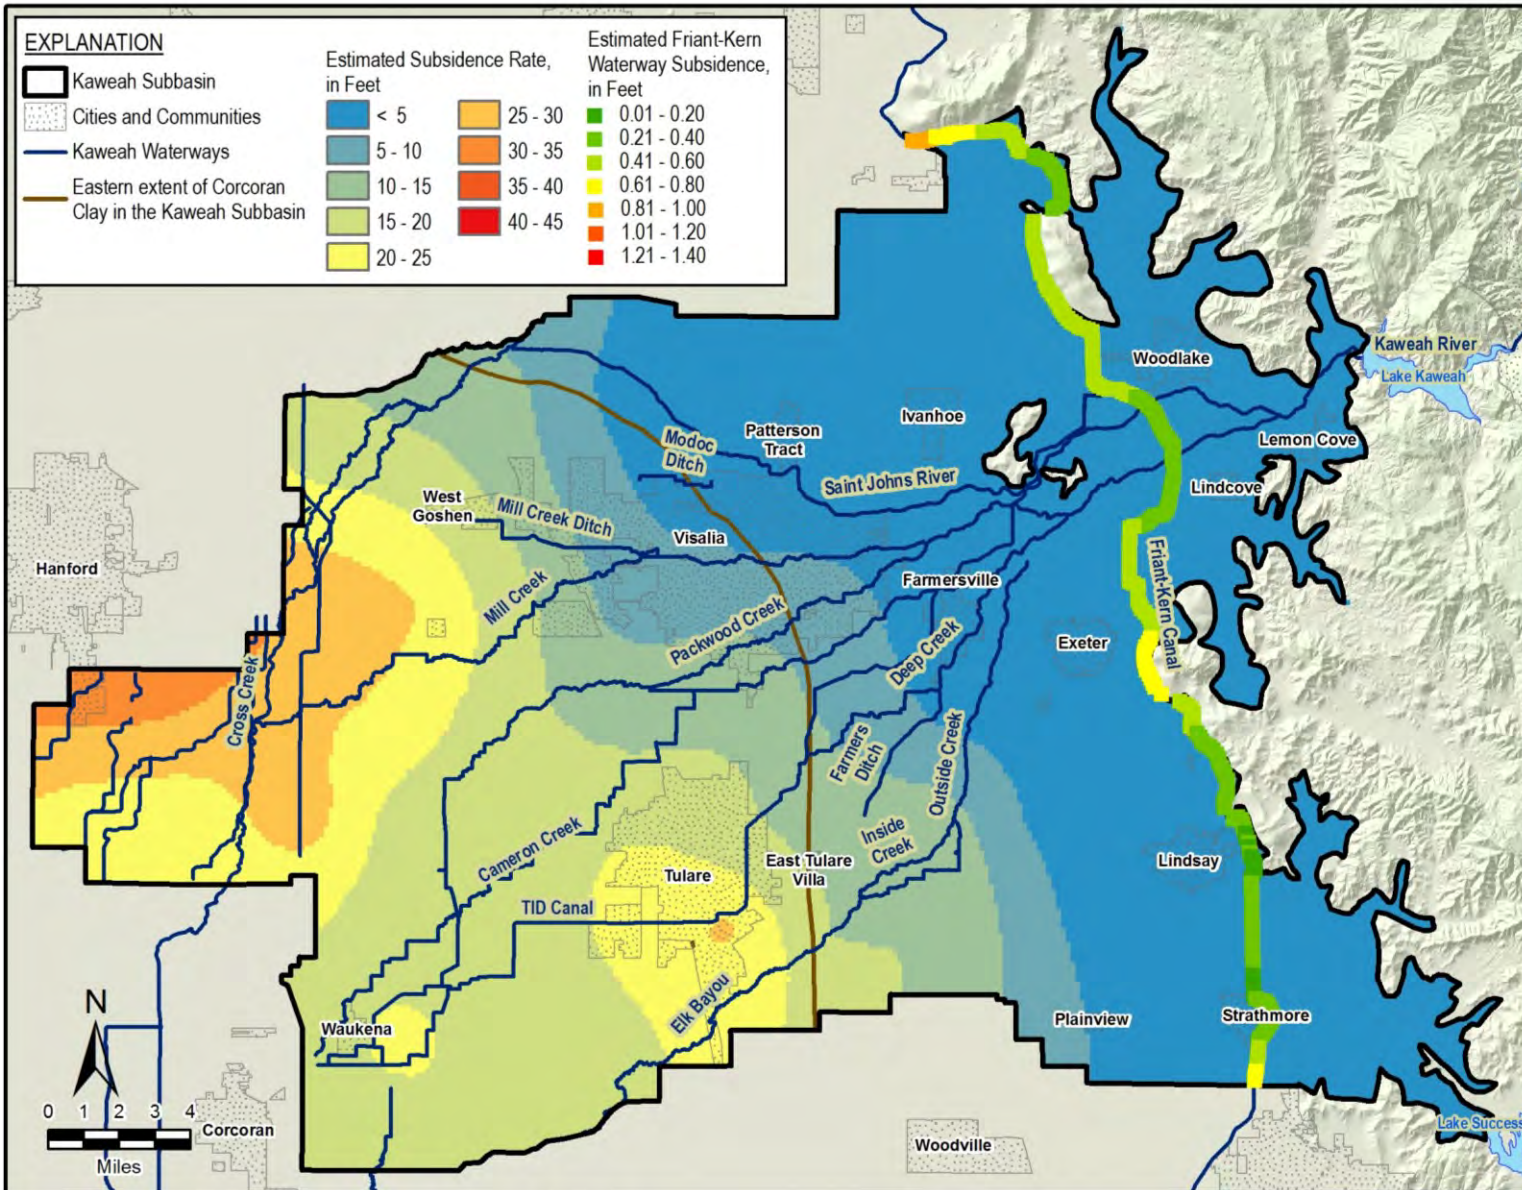 EXPLANATION
Kaweah Subbasin
Cities and Communities
Kaweah Waterways
Eastern extent of Corcoran
Clay in the Kaweah Subbasin
Estimated Subsidence Rate,
in Feet
< 5
5 - 10
10 - 15
15 - 20
20 - 25
25 - 30
30 - 35
35 - 40
40 - 45
Estimated Friant-Kern
Waterway Subsidence,
in Feet
0.01 - 0.20
0.21 - 0.40
0.41 - 0.60
0.61 - 0.80
0.81 - 1.00
1.01 - 1.20
1.21 - 1.40
Kaweah River
Lake Kaweah
Woodlake
Ivanhoe
Patterson
Tract
Lemon Cove
Modoc
Ditch
Saint Johns River
Lindcove
West
Goshen
Mill Creek Ditch
Visalia
Hanford
Friant-Kern Canal
Mill Creek
Farmersville
Packwood Creek
Exeter
Deep Creek
Cross Creek
Farmers
Ditch
Outside Creek
Inside
Creek
Cameron Creek
Tulare
East Tulare
Villa
Lindsay
TID Canal
Elk Bayou
Waukena
Plainview
Strathmore
N
0 1 2 3 4
Miles
Corcoran
Woodville
Lake Success